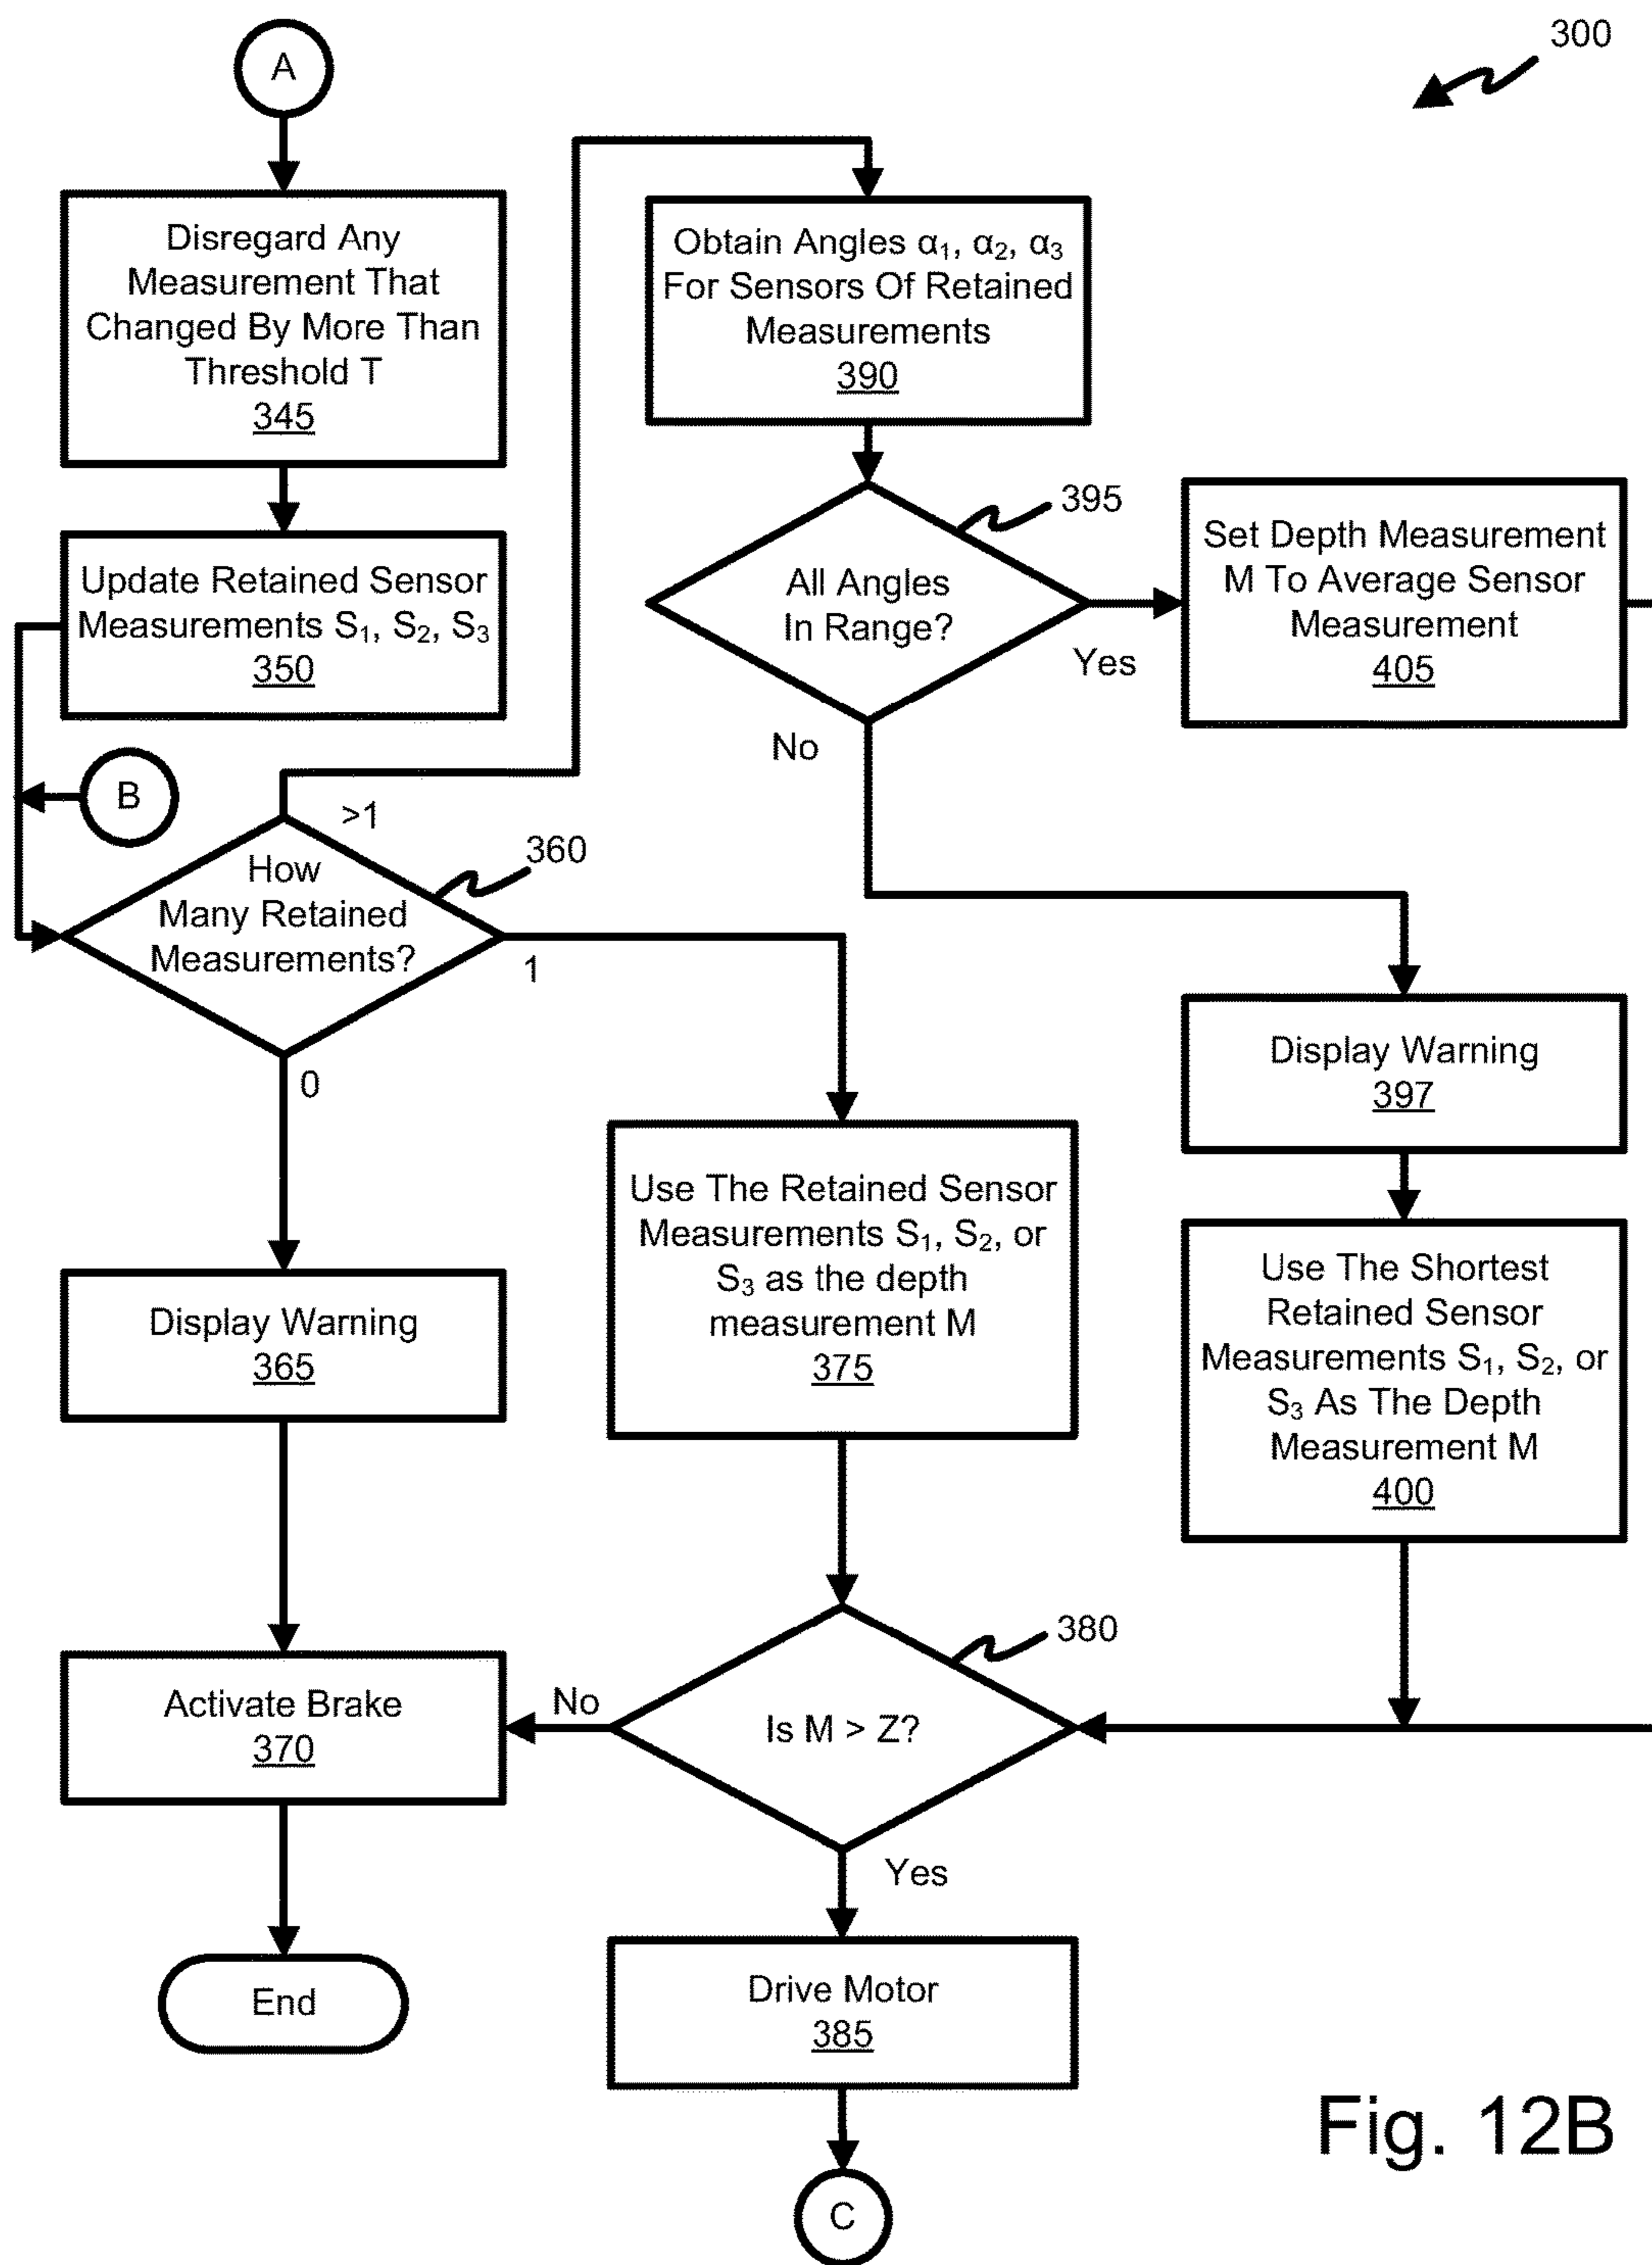 A
300
Disregard Any
Measurement That
Changed By More Than
Threshold T
345
Obtain Angles α₁, α₂, α₃
For Sensors Of Retained
Measurements
390
395
All Angles
In Range?
Yes
No
Set Depth Measurement
M To Average Sensor
Measurement
405
Update Retained Sensor
Measurements S₁, S₂, S₃
350
B
>1
360
How
Many Retained
Measurements?
1
0
Display Warning
397
Use The Retained Sensor
Measurements S₁, S₂, or
S₃ as the depth
measurement M
375
Use The Shortest
Retained Sensor
Measurements S₁, S₂, or
S₃ As The Depth
Measurement M
400
Display Warning
365
380
Activate Brake
370
No
Is M > Z?
Yes
End
Drive Motor
385
C
Fig. 12B